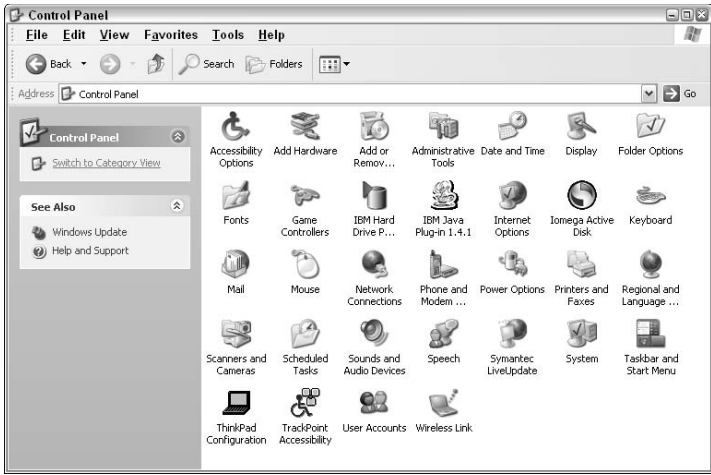 Control Panel
File Edit View Favorites Tools Help
Back Search Folders
Address Control Panel Go
Control Panel
Switch to Category View
See Also
Windows Update
Help and Support
Accessibility Options
Add Hardware
Add or Remov...
Administrative Tools
Date and Time
Display
Folder Options
Fonts
Game Controllers
IBM Hard Drive P...
IBM Java Plug-in 1.4.1
Internet Options
Iomega Active Disk
Keyboard
Mail
Mouse
Network Connections
Phone and Modem ...
Power Options
Printers and Faxes
Regional and Language ...
Scanners and Cameras
Scheduled Tasks
Sounds and Audio Devices
Speech
Symantec LiveUpdate
System
Taskbar and Start Menu
ThinkPad Configuration
TrackPoint Accessibility
User Accounts
Wireless Link